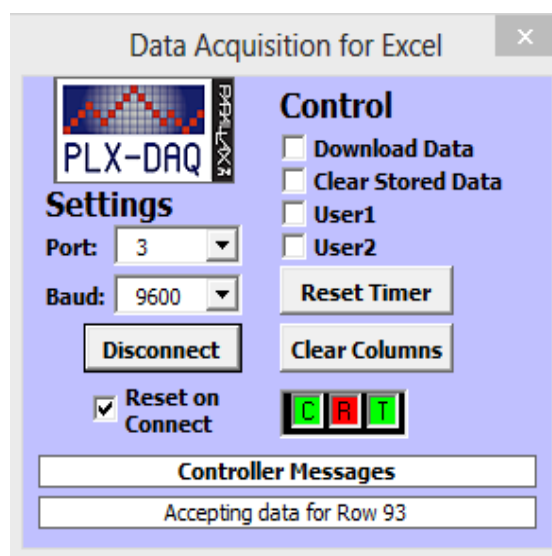 Data Acquisition for Excel
×
PLX-DAQ
PARALLAX
Settings
Port: 3
Baud: 9600
Disconnect
Reset on
Connect
Control
Download Data
Clear Stored Data
User1
User2
Reset Timer
Clear Columns
C R T
Controller Messages
Accepting data for Row 93